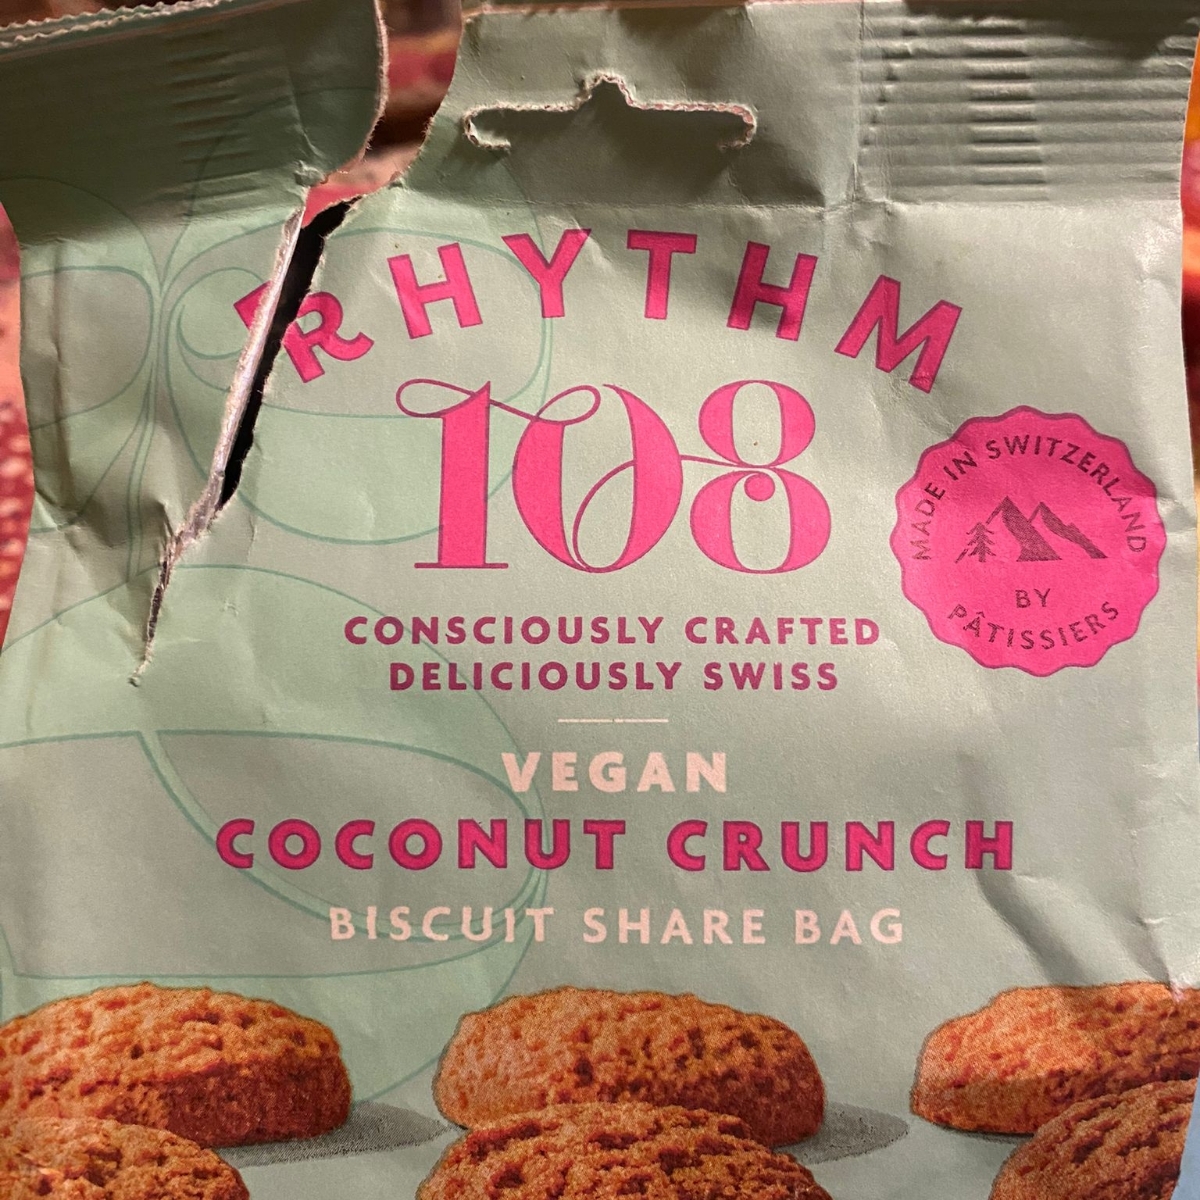 RHYTHM
108
CONSCIOUSLY CRAFTED
DELICIOUSLY SWISS
MADE IN SWITZERLAND
BY
PÂTISSIERS
VEGAN
COCONUT CRUNCH
BISCUIT SHARE BAG